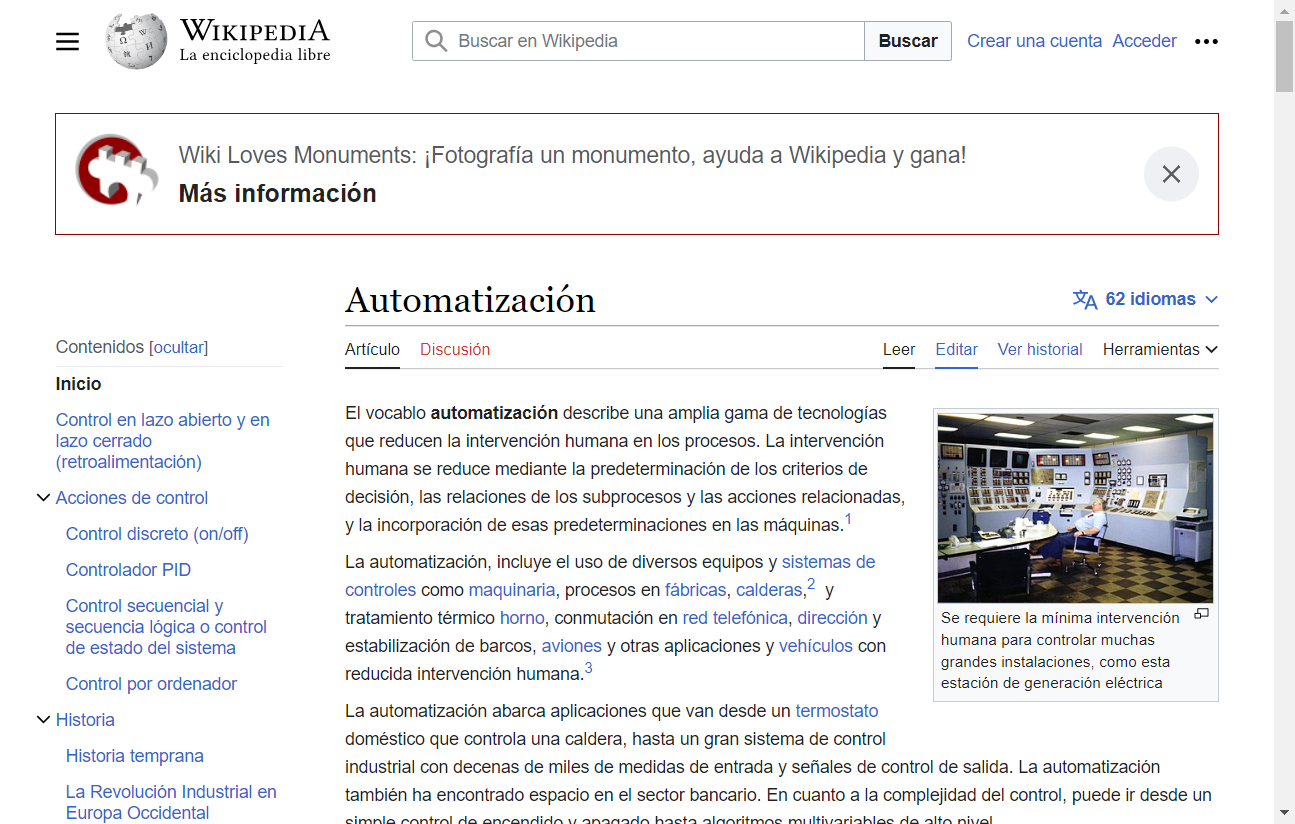 WIKIPEDIA
La enciclopedia libre
Buscar en Wikipedia
Buscar
Crear una cuenta Acceder
Wiki Loves Monuments: ¡Fotografía un monumento, ayuda a Wikipedia y gana!
Más información
Automatización
62 idiomas
Artículo Discusión
Leer Editar Ver historial Herramientas
Contenidos [ocultar]
Inicio
Control en lazo abierto y en
lazo cerrado
(retroalimentación)
Acciones de control
Control discreto (on/off)
Controlador PID
Control secuencial y
secuencia lógica o control
de estado del sistema
Control por ordenador
Historia
Historia temprana
La Revolución Industrial en
Europa Occidental
El vocablo automatización describe una amplia gama de tecnologías
que reducen la intervención humana en los procesos. La intervención
humana se reduce mediante la predeterminación de los criterios de
decisión, las relaciones de los subprocesos y las acciones relacionadas,
y la incorporación de esas predeterminaciones en las máquinas.1
La automatización, incluye el uso de diversos equipos y sistemas de
controles como maquinaria, procesos en fábricas, calderas,2 y
tratamiento térmico horno, conmutación en red telefónica, dirección y
estabilización de barcos, aviones y otras aplicaciones y vehículos con
reducida intervención humana.3
Se requiere la mínima intervención
humana para controlar muchas
grandes instalaciones, como esta
estación de generación eléctrica
La automatización abarca aplicaciones que van desde un termostato
doméstico que controla una caldera, hasta un gran sistema de control
industrial con decenas de miles de medidas de entrada y señales de control de salida. La automatización
también ha encontrado espacio en el sector bancario. En cuanto a la complejidad del control, puede ir desde un
simple control de encendido y apagado hasta algoritmos multivariables de alto nivel.